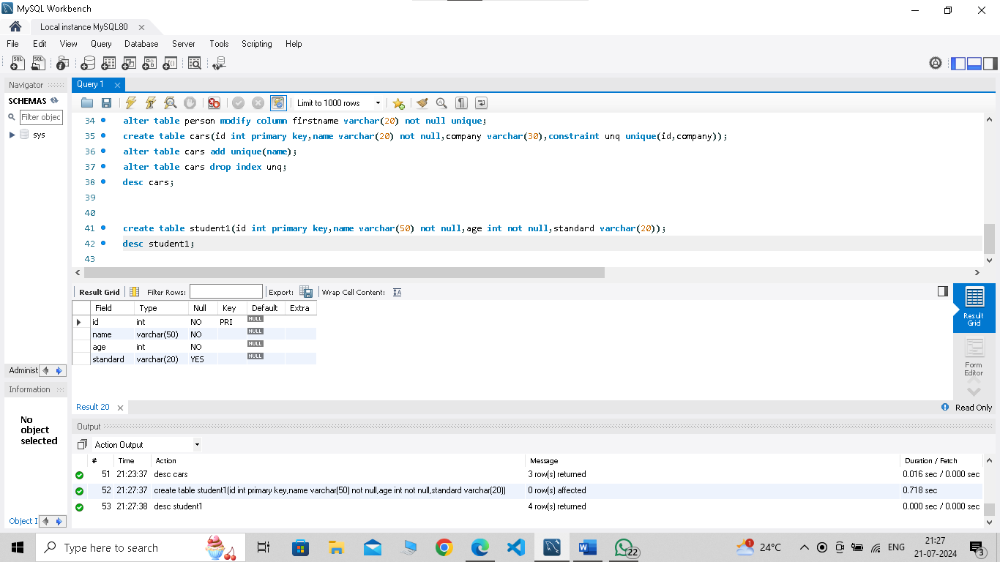 MySQL Workbench
Local instance MySQL80
File Edit View Query Database Server Tools Scripting Help
Navigator
SCHEMAS
Filter objec
sys
Administ
Information
No
object
selected
Object I
Query 1
Limit to 1000 rows
34 alter table person modify column firstname varchar(20) not null unique;
35 create table cars(id int primary key,name varchar(20) not null,company varchar(30),constraint unq unique(id,company));
36 alter table cars add unique(name);
37 alter table cars drop index unq;
38 desc cars;
39
40
41 create table student1(id int primary key,name varchar(50) not null,age int not null,standard varchar(20));
42 desc student1;
43
Result Grid Filter Rows: Export: Wrap Cell Content:
Field Type Null Key Default Extra
id int NO PRI NULL
name varchar(50) NO NULL
age int NO NULL
standard varchar(20) YES NULL
Result
Grid
Form
Editor
Result 20
Read Only
Output
Action Output
# Time Action Message Duration / Fetch
51 21:23:37 desc cars 3 row(s) returned 0.016 sec / 0.000 sec
52 21:27:37 create table student1(id int primary key,name varchar(50) not null,age int not null,standard varchar(20)) 0 row(s) affected 0.718 sec
53 21:27:38 desc student1 4 row(s) returned 0.000 sec / 0.000 sec
Type here to search
22
1
24°C
ENG
21:27
21-07-2024
3